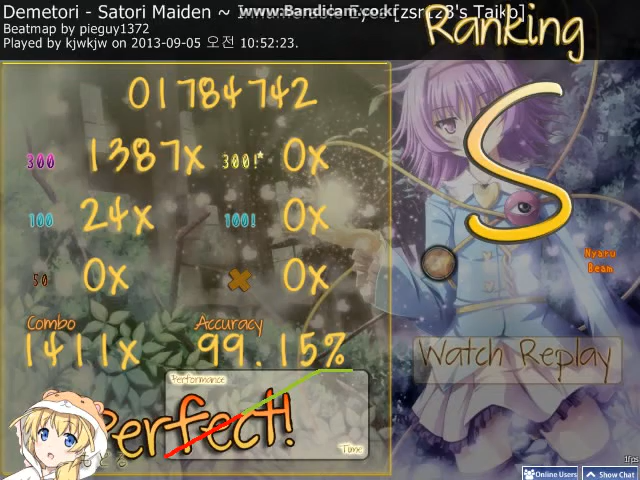 Demetori - Satori Maiden ~ www.Bandicam.co.kr [zsr128's Taiko]
Beatmap by pieguy1372
Played by kjwkjw on 2013-09-05 오전 10:52:23.
Ranking
01784742
300 1387x 300! 0x
100 24x 100! 0x
50 0x 0x
S
Nyaru
Beam
Combo Accuracy
1411x 99.15%
Watch Replay
Performance
Perfect!
Time
1fps
Online Users Show Chat